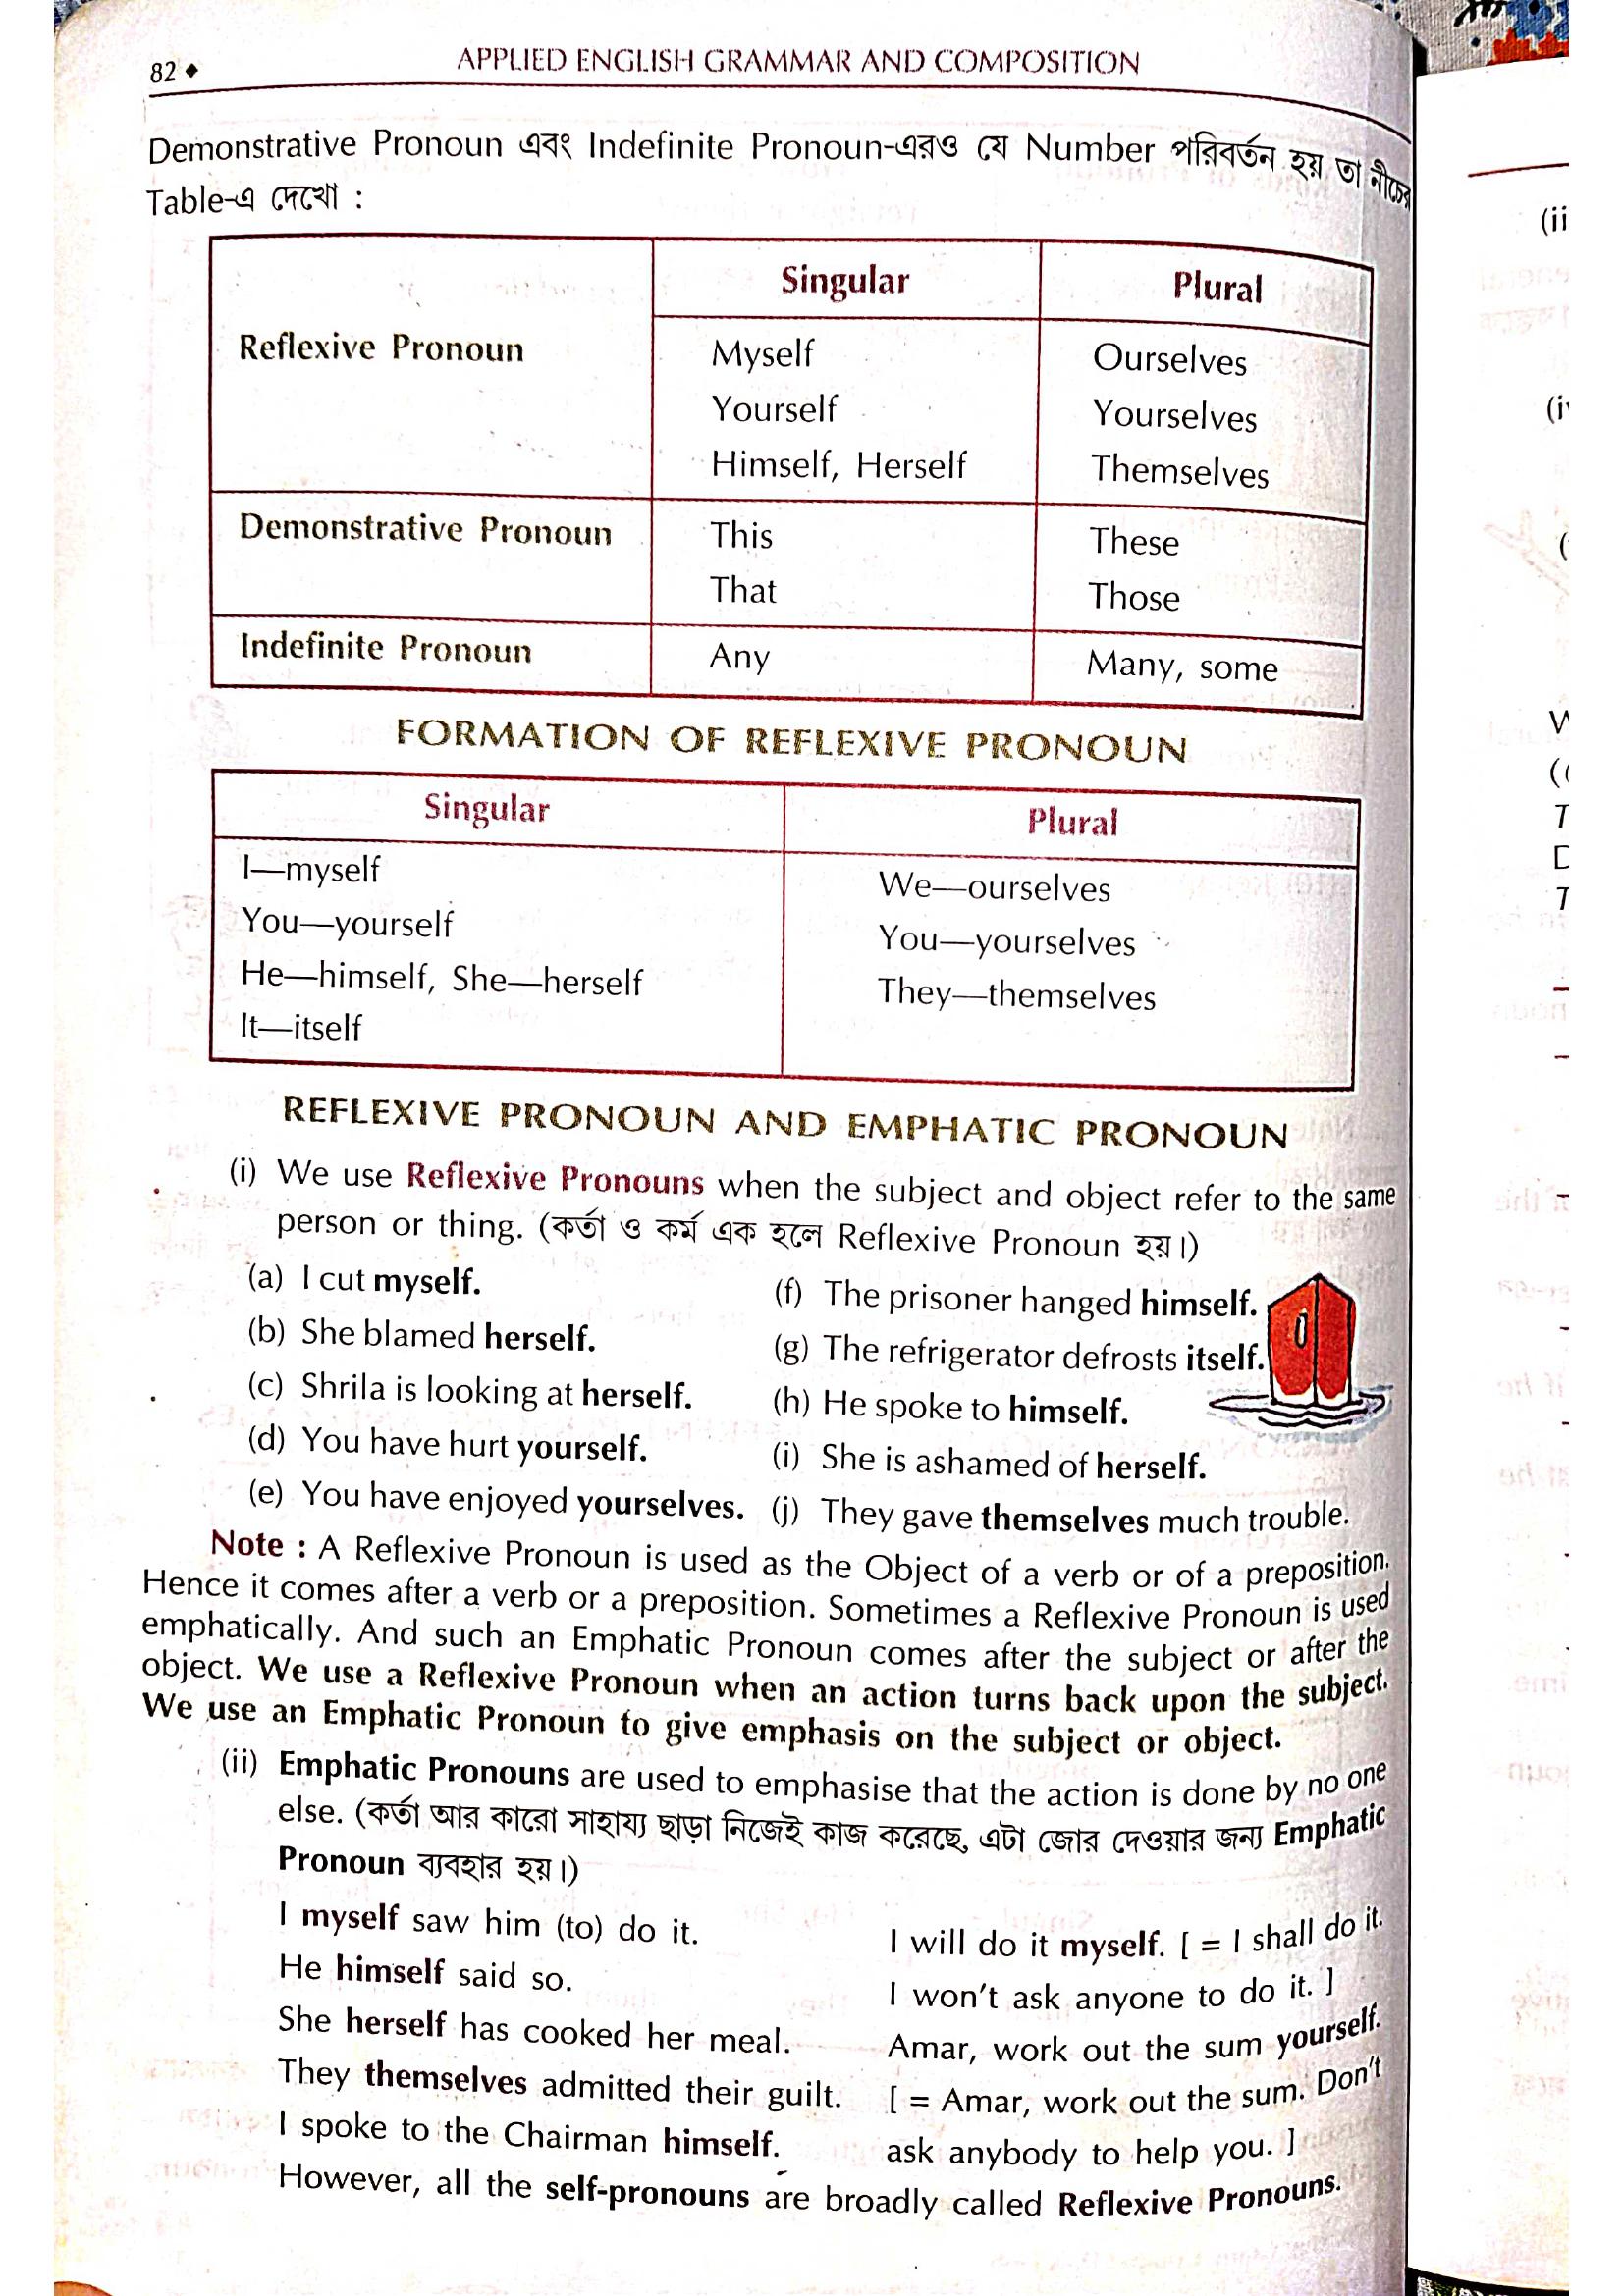 82 ◆ APPLIED ENGLISH GRAMMAR AND COMPOSITION
Demonstrative Pronoun এবং Indefinite Pronoun-এরও যে Number পরিবর্তন হয় তা নীচের
Table-এ দেখো :
Singular Plural
Reflexive Pronoun Myself Ourselves
Yourself Yourselves
Himself, Herself Themselves
Demonstrative Pronoun This These
That Those
Indefinite Pronoun Any Many, some
FORMATION OF REFLEXIVE PRONOUN
Singular Plural
I—myself We—ourselves
You—yourself You—yourselves
He—himself, She—herself They—themselves
It—itself
REFLEXIVE PRONOUN AND EMPHATIC PRONOUN
(i) We use Reflexive Pronouns when the subject and object refer to the same
person or thing. (কর্তা ও কর্ম এক হলে Reflexive Pronoun হয়।)
(a) I cut myself. (f) The prisoner hanged himself.
(b) She blamed herself. (g) The refrigerator defrosts itself.
(c) Shrila is looking at herself. (h) He spoke to himself.
(d) You have hurt yourself. (i) She is ashamed of herself.
(e) You have enjoyed yourselves. (j) They gave themselves much trouble.
Note : A Reflexive Pronoun is used as the Object of a verb or of a preposition.
Hence it comes after a verb or a preposition. Sometimes a Reflexive Pronoun is used
emphatically. And such an Emphatic Pronoun comes after the subject or after the
object. We use a Reflexive Pronoun when an action turns back upon the subject.
We use an Emphatic Pronoun to give emphasis on the subject or object.
(ii) Emphatic Pronouns are used to emphasise that the action is done by no one
else. (কর্তা আর কারো সাহায্য ছাড়া নিজেই কাজ করেছে, এটা জোর দেওয়ার জন্য Emphatic
Pronoun ব্যবহার হয়।)
I myself saw him (to) do it. I will do it myself. [ = I shall do it.
He himself said so. I won't ask anyone to do it. ]
She herself has cooked her meal. Amar, work out the sum yourself.
They themselves admitted their guilt. [ = Amar, work out the sum. Don't
I spoke to the Chairman himself. ask anybody to help you. ]
However, all the self-pronouns are broadly called Reflexive Pronouns.